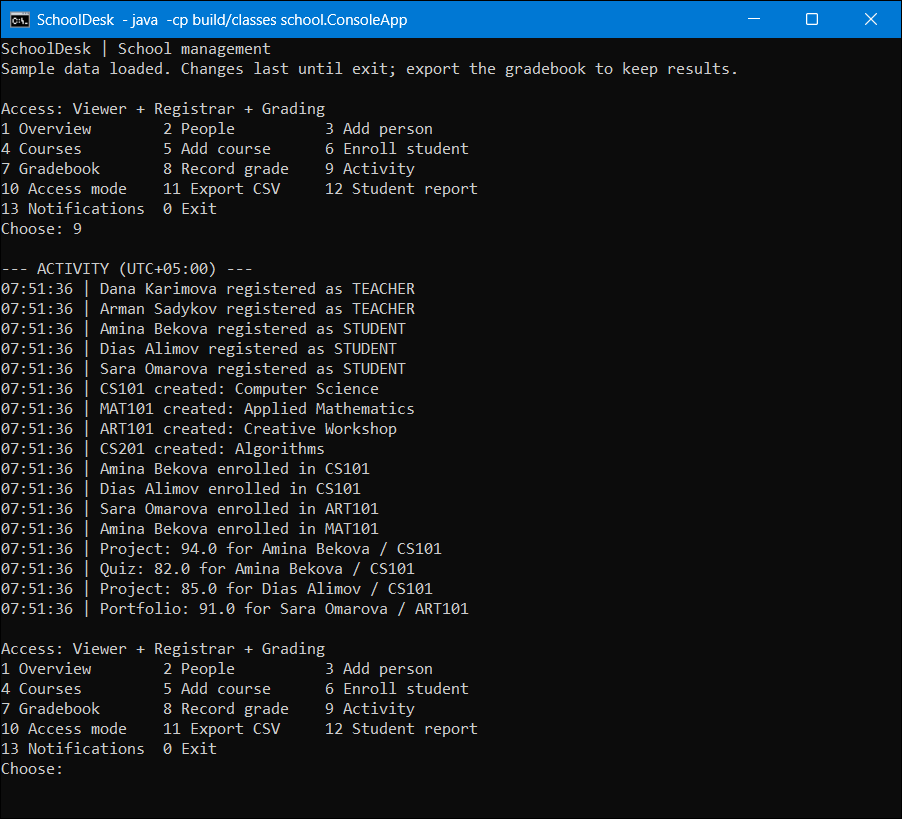 SchoolDesk - java -cp build/classes school.ConsoleApp
SchoolDesk | School management
Sample data loaded. Changes last until exit; export the gradebook to keep results.
Access: Viewer + Registrar + Grading
1 Overview 2 People 3 Add person
4 Courses 5 Add course 6 Enroll student
7 Gradebook 8 Record grade 9 Activity
10 Access mode 11 Export CSV 12 Student report
13 Notifications 0 Exit
Choose: 9
--- ACTIVITY (UTC+05:00) ---
07:51:36 | Dana Karimova registered as TEACHER
07:51:36 | Arman Sadykov registered as TEACHER
07:51:36 | Amina Bekova registered as STUDENT
07:51:36 | Dias Alimov registered as STUDENT
07:51:36 | Sara Omarova registered as STUDENT
07:51:36 | CS101 created: Computer Science
07:51:36 | MAT101 created: Applied Mathematics
07:51:36 | ART101 created: Creative Workshop
07:51:36 | CS201 created: Algorithms
07:51:36 | Amina Bekova enrolled in CS101
07:51:36 | Dias Alimov enrolled in CS101
07:51:36 | Sara Omarova enrolled in ART101
07:51:36 | Amina Bekova enrolled in MAT101
07:51:36 | Project: 94.0 for Amina Bekova / CS101
07:51:36 | Quiz: 82.0 for Amina Bekova / CS101
07:51:36 | Project: 85.0 for Dias Alimov / CS101
07:51:36 | Portfolio: 91.0 for Sara Omarova / ART101
Access: Viewer + Registrar + Grading
1 Overview 2 People 3 Add person
4 Courses 5 Add course 6 Enroll student
7 Gradebook 8 Record grade 9 Activity
10 Access mode 11 Export CSV 12 Student report
13 Notifications 0 Exit
Choose: